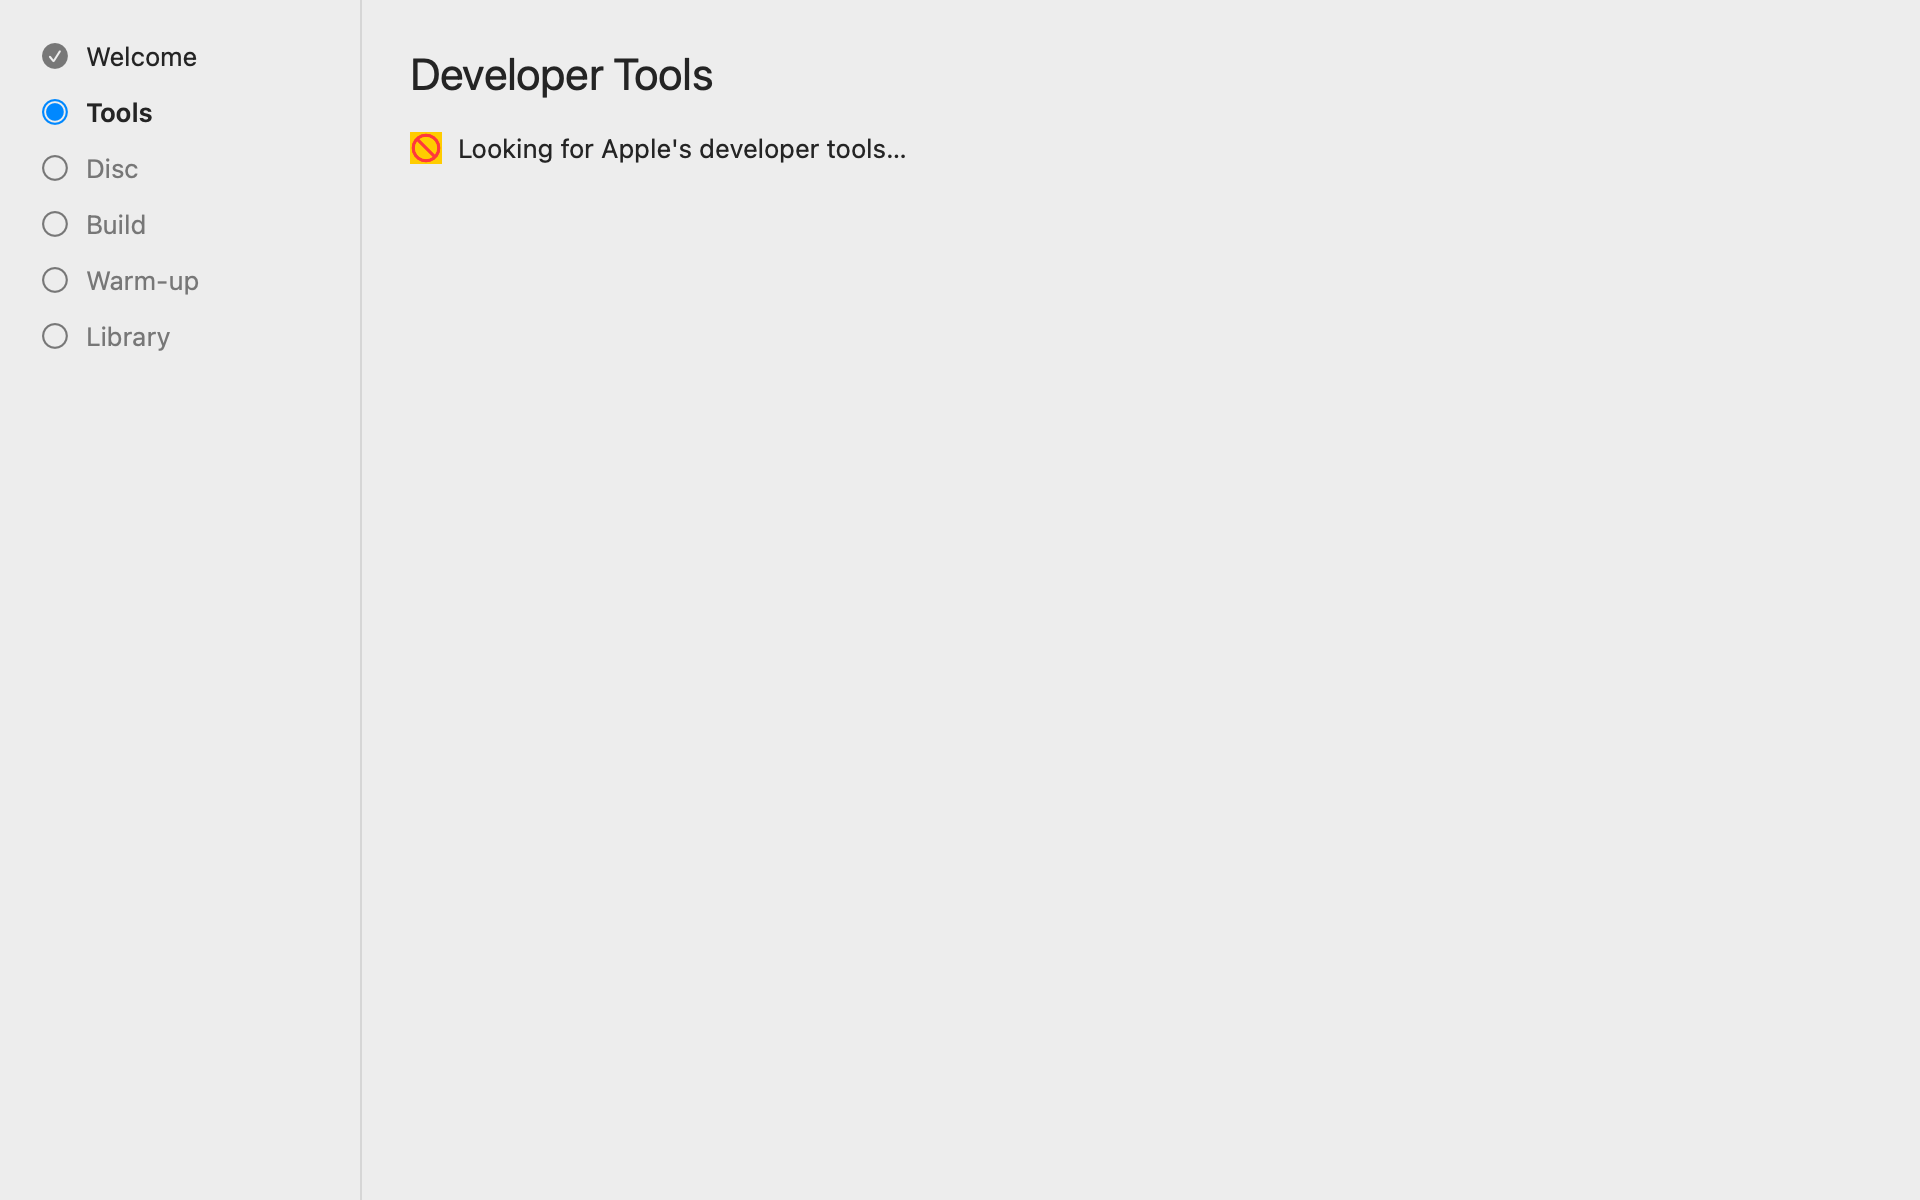 Welcome
Tools
Disc
Build
Warm-up
Library
Developer Tools
Looking for Apple's developer tools...